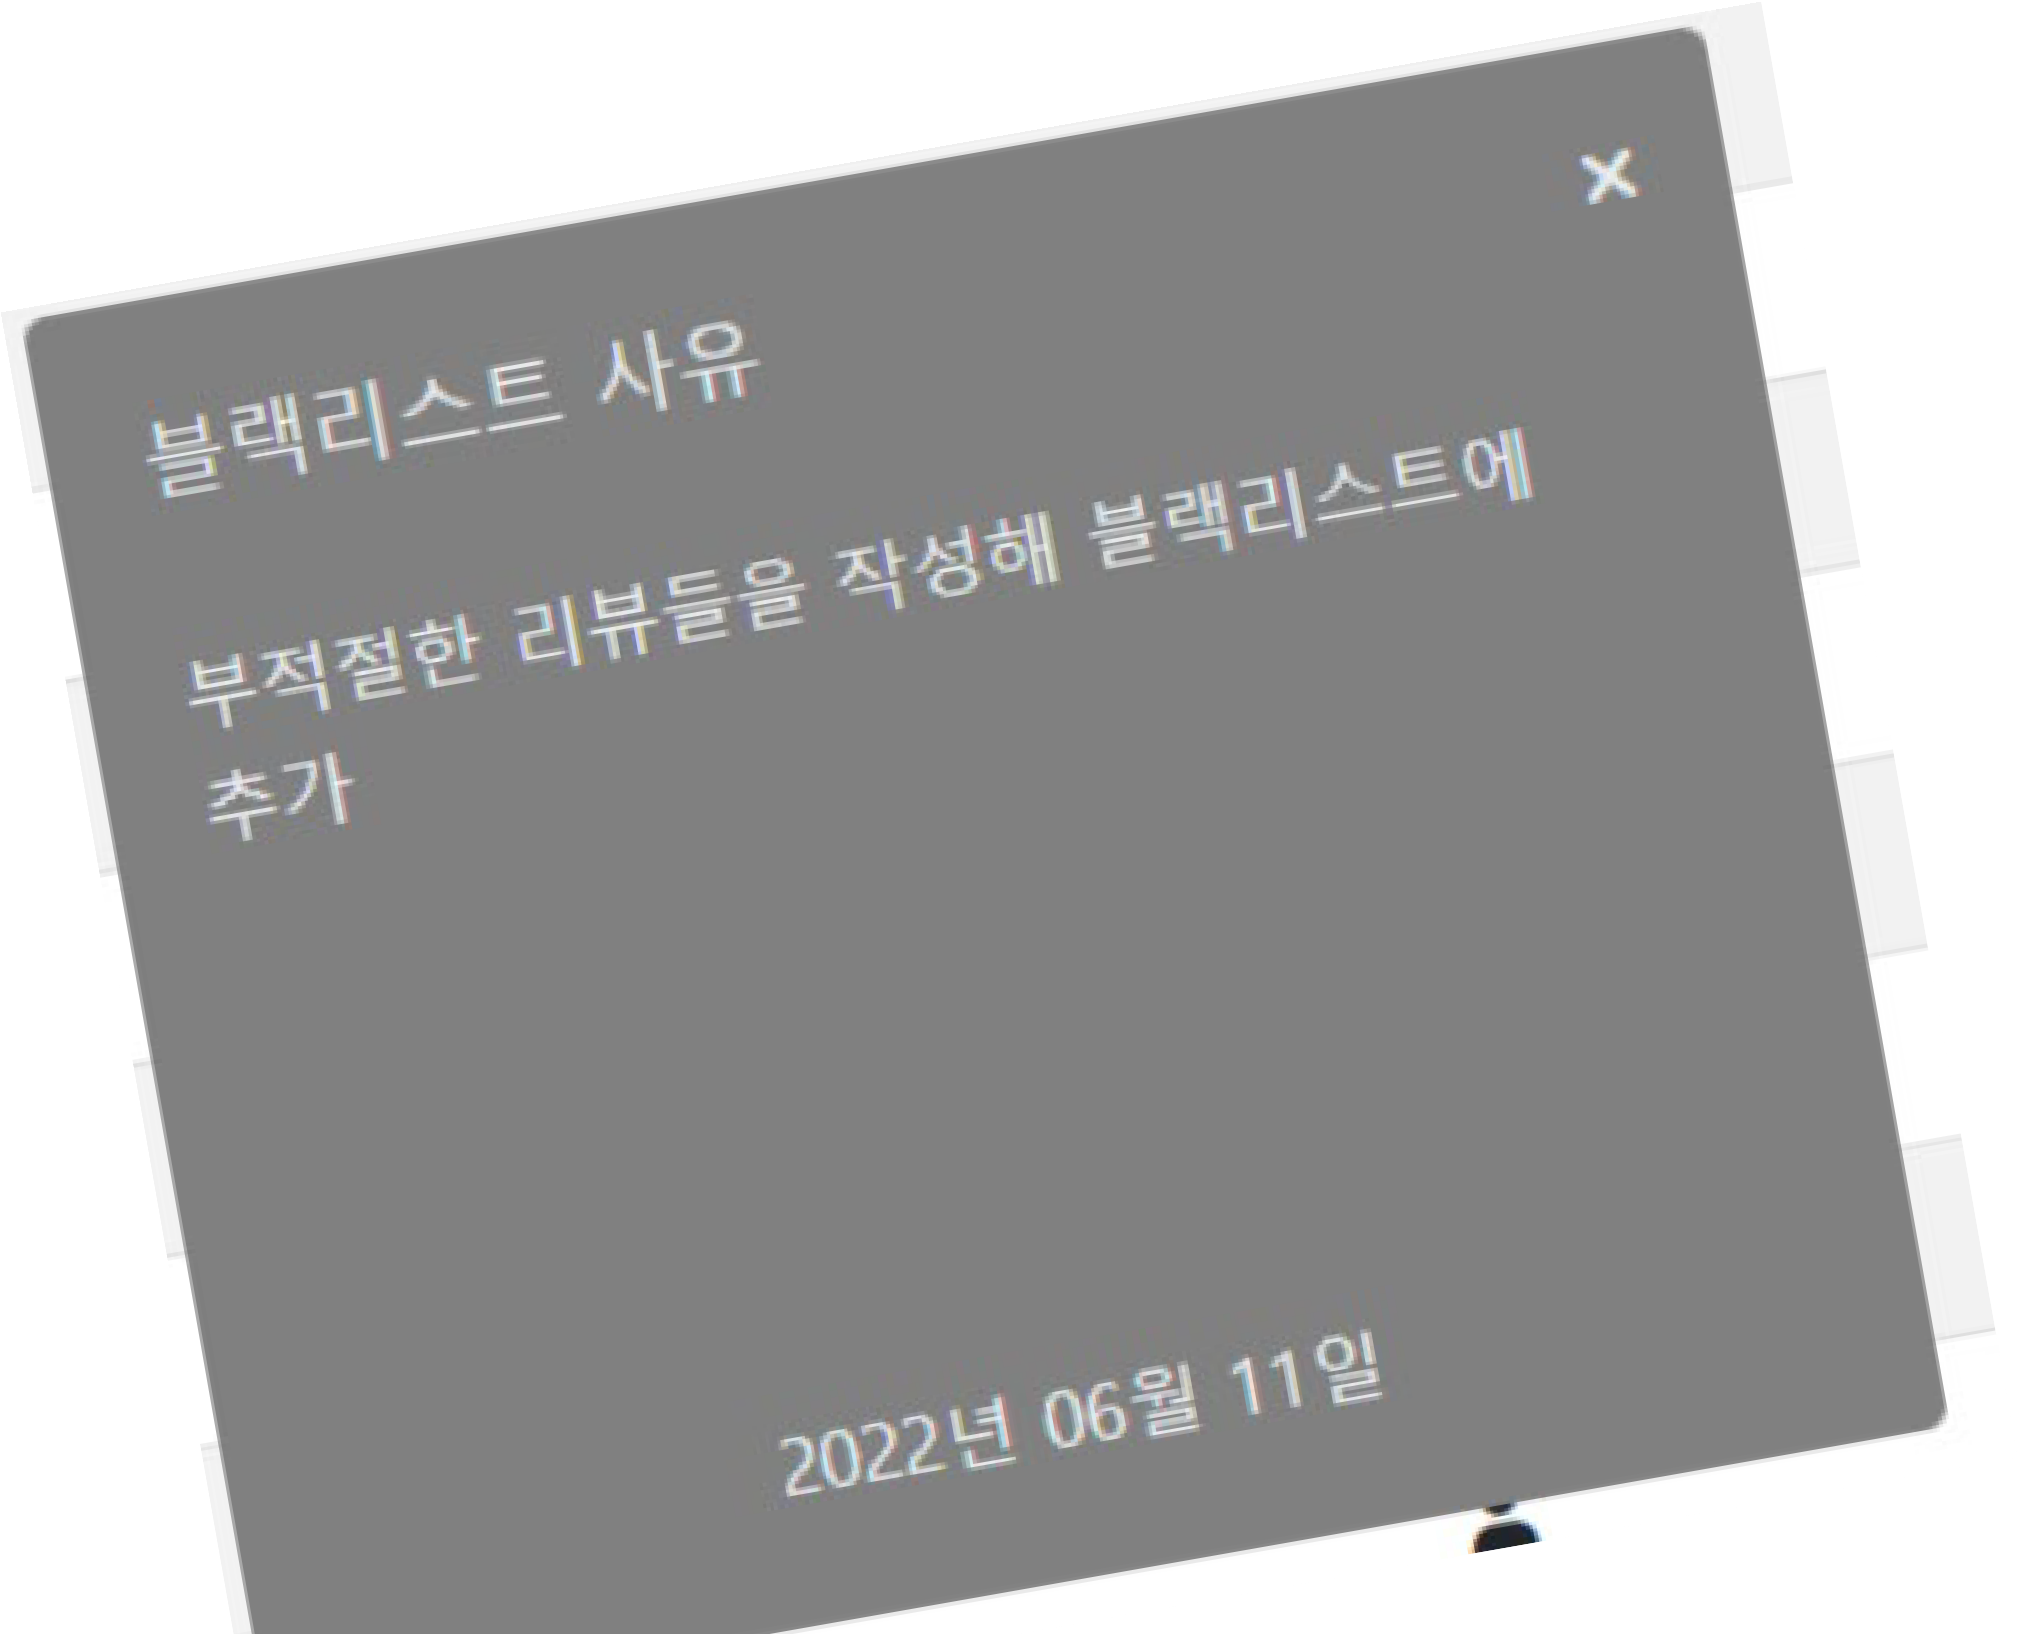 ×
블랙리스트 사유
부적절한 리뷰들을 작성해 블랙리스트에
추가
2022년 06월 11일